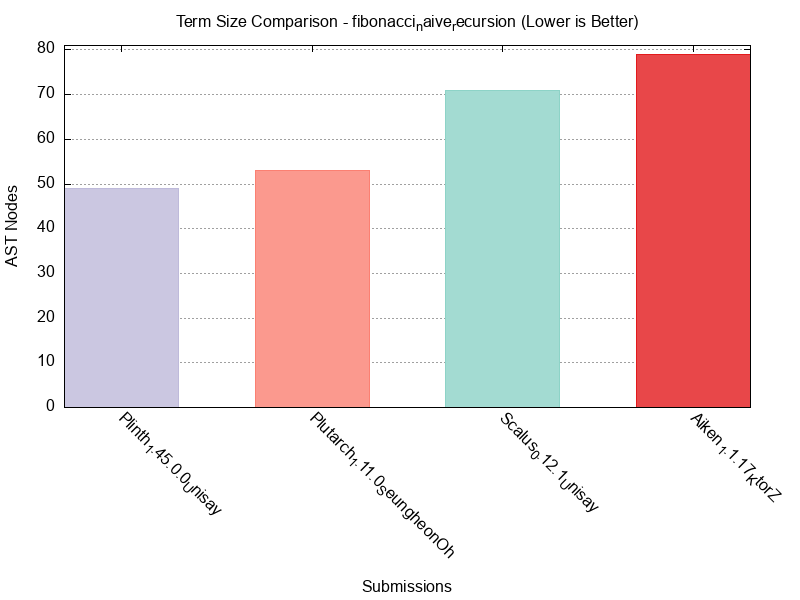 Term Size Comparison - fibonacci_naive_recursion (Lower is Better)
80
70
60
50
40
30
20
10
0
AST Nodes
Plinth_1.45.0.0_Unisay
Plutarch_1.11.0_SeungheonOh
Scalus_0.12.1_Unisay
Aiken_1.1.17_KtorZ
Submissions